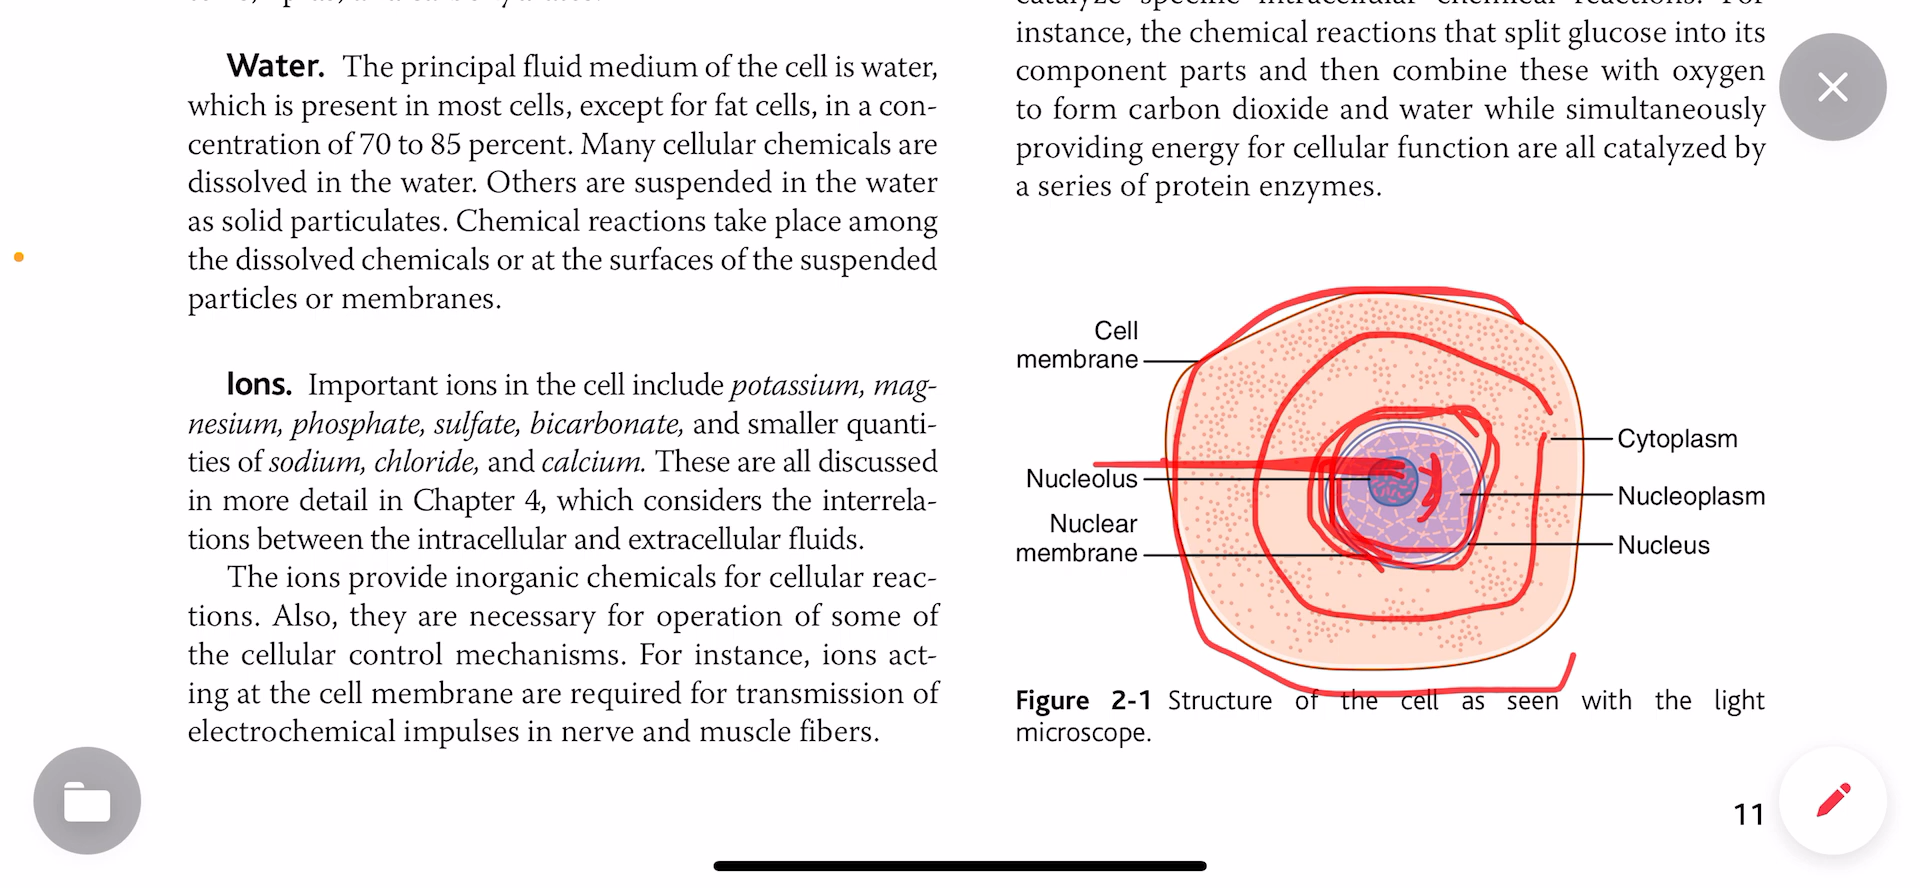 Water. The principal fluid medium of the cell is water,
which is present in most cells, except for fat cells, in a con-
centration of 70 to 85 percent. Many cellular chemicals are
dissolved in the water. Others are suspended in the water
as solid particulates. Chemical reactions take place among
the dissolved chemicals or at the surfaces of the suspended
particles or membranes.
Ions. Important ions in the cell include potassium, mag-
nesium, phosphate, sulfate, bicarbonate, and smaller quanti-
ties of sodium, chloride, and calcium. These are all discussed
in more detail in Chapter 4, which considers the interrela-
tions between the intracellular and extracellular fluids.
The ions provide inorganic chemicals for cellular reac-
tions. Also, they are necessary for operation of some of
the cellular control mechanisms. For instance, ions act-
ing at the cell membrane are required for transmission of
electrochemical impulses in nerve and muscle fibers.
catalyze specific intracellular chemical reactions. For
instance, the chemical reactions that split glucose into its
component parts and then combine these with oxygen
to form carbon dioxide and water while simultaneously
providing energy for cellular function are all catalyzed by
a series of protein enzymes.
Cell
membrane
Nucleolus
Nuclear
membrane
Cytoplasm
Nucleoplasm
Nucleus
Figure 2-1 Structure of the cell as seen with the light
microscope.
11